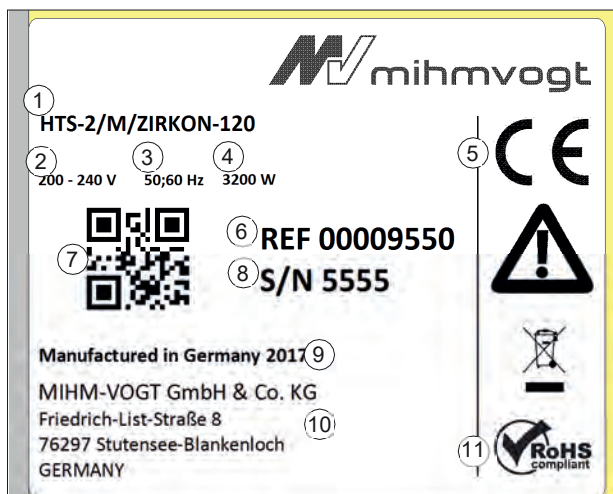 mihmvogt
1
HTS-2/M/ZIRKON-120
2 3 4
200 - 240 V 50;60 Hz 3200 W
5 CE
6 REF 00009550
7
8 S/N 5555
Manufactured in Germany 2017 9
MIHM-VOGT GmbH & Co. KG
Friedrich-List-Straße 8 10
76297 Stutensee-Blankenloch
GERMANY
11 RoHS
compliant